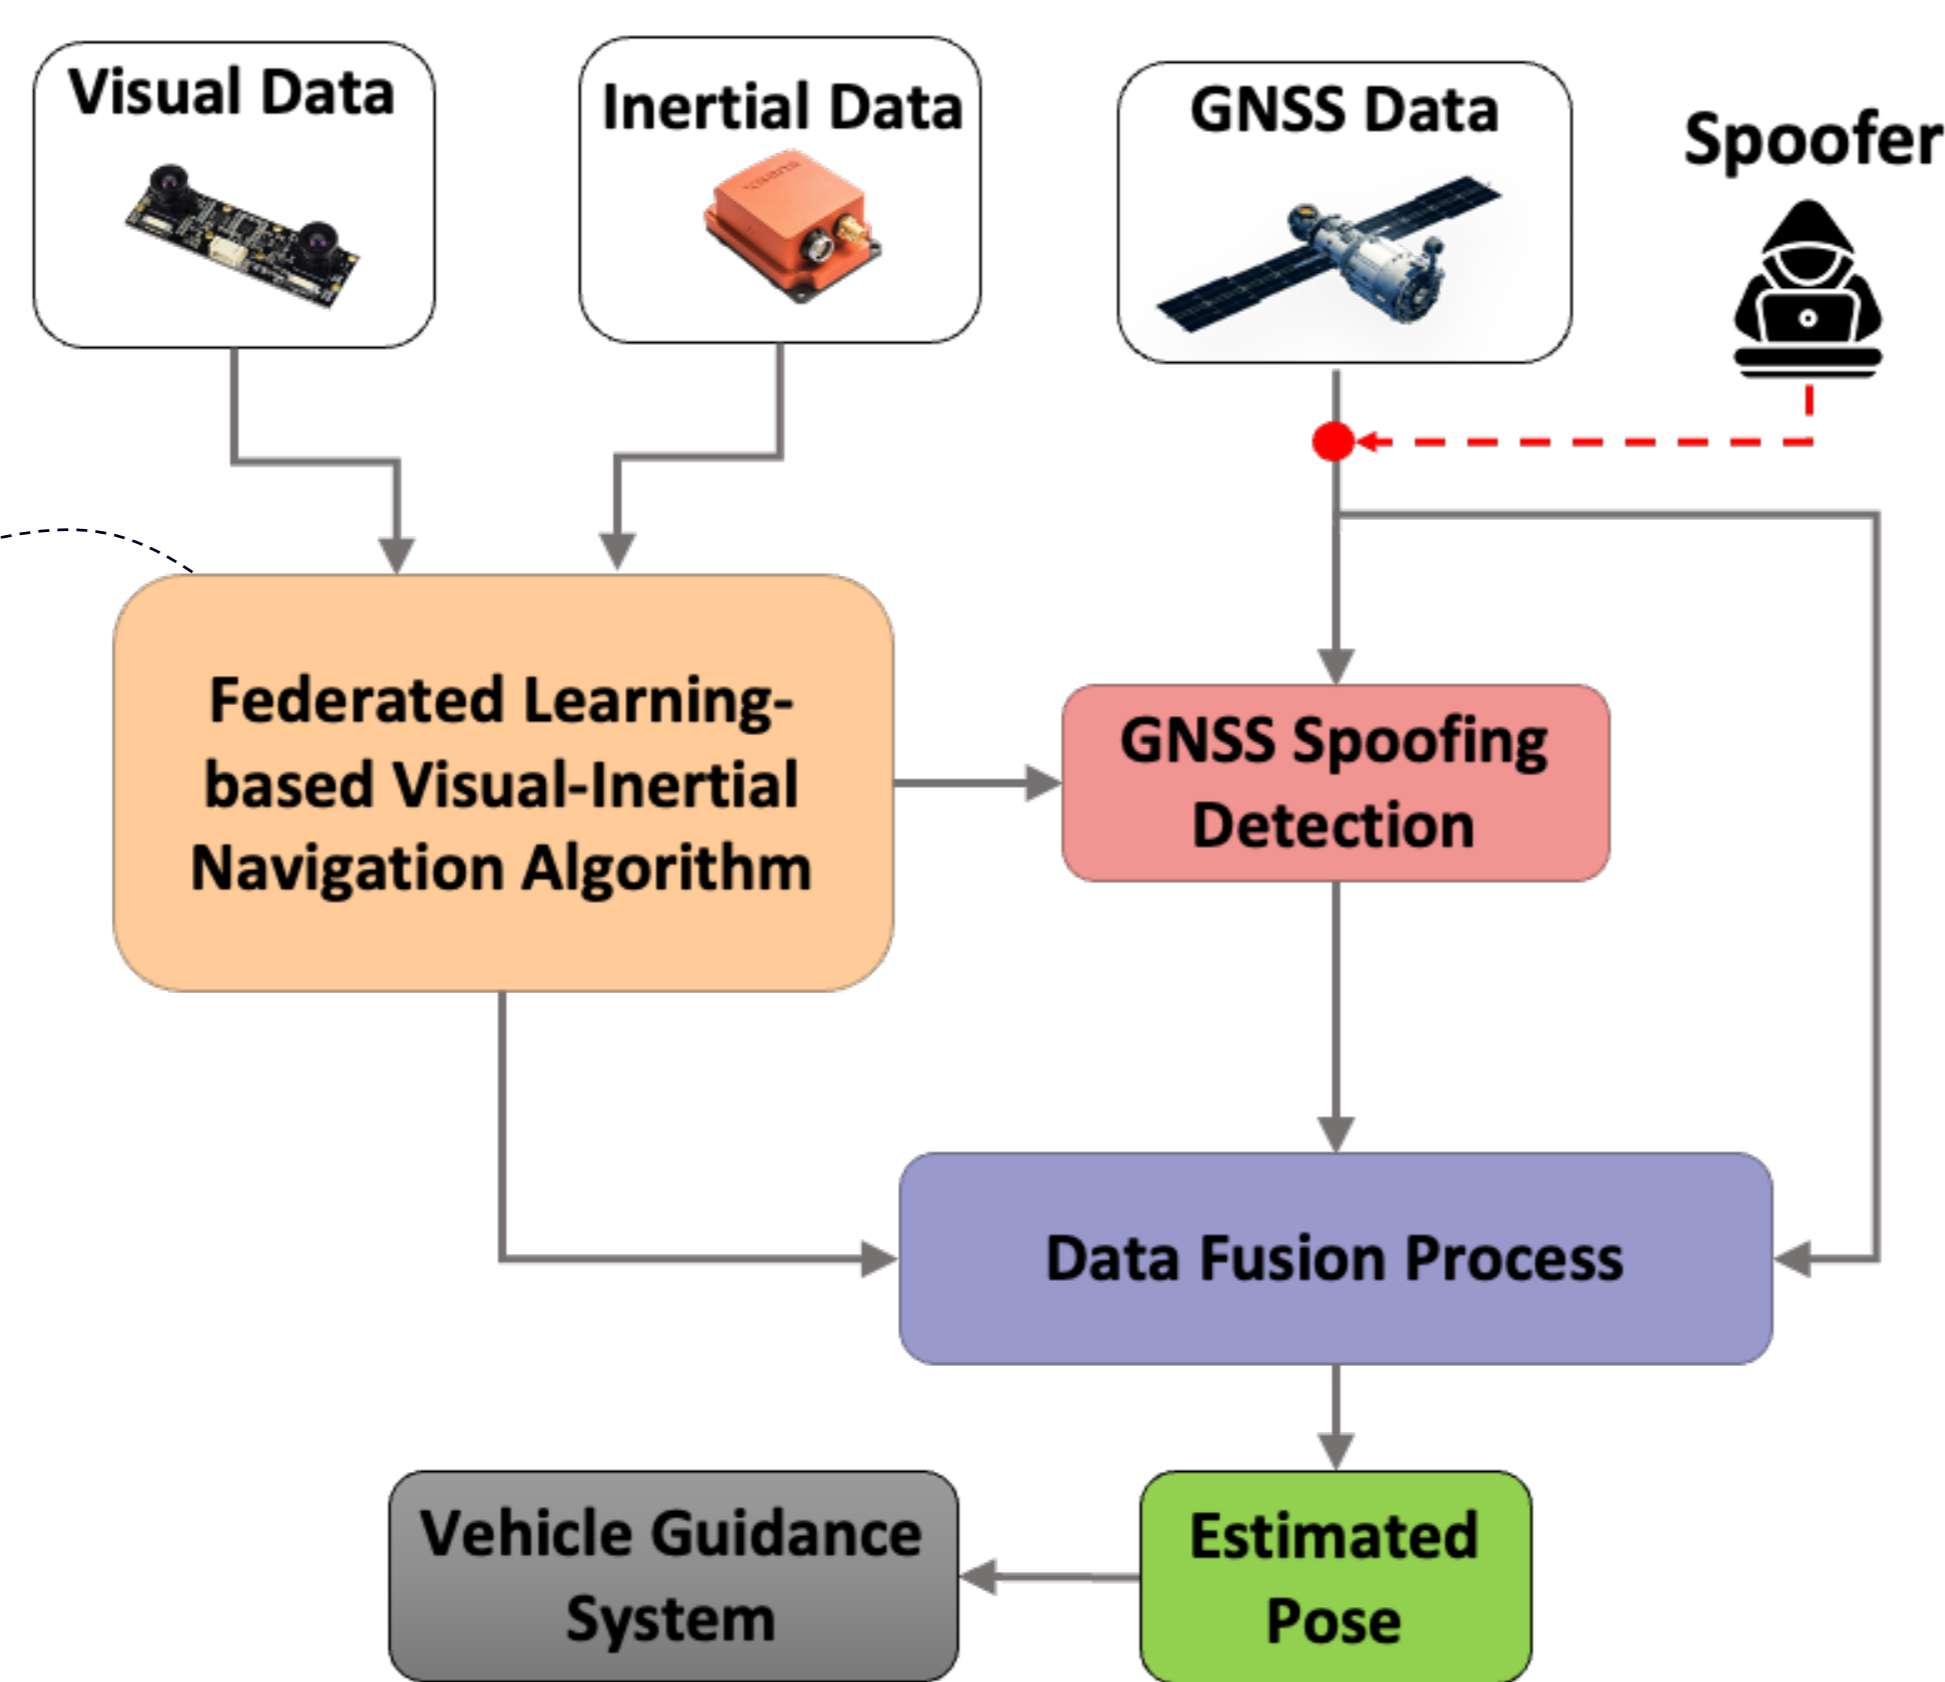 Visual Data
Inertial Data
GNSS Data
Spoofer
Federated Learning-
based Visual-Inertial
Navigation Algorithm
GNSS Spoofing
Detection
Data Fusion Process
Vehicle Guidance
System
Estimated
Pose